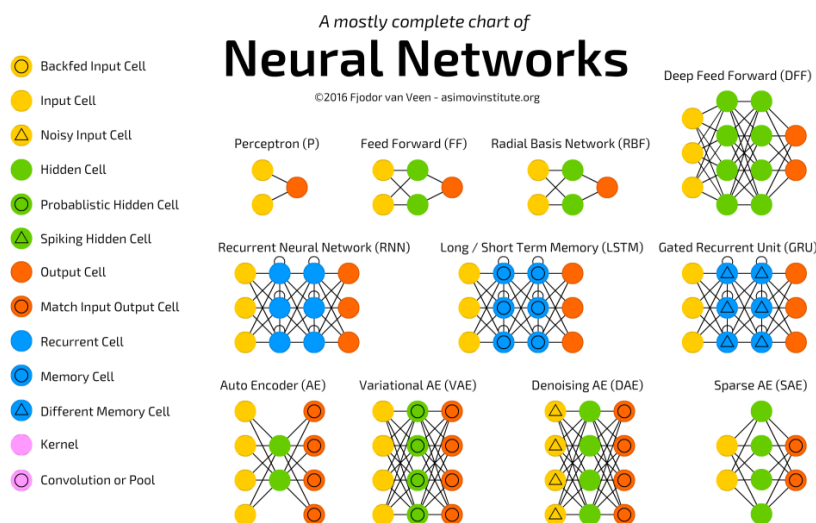 A mostly complete chart of
Neural Networks
©2016 Fjodor van Veen - asimovinstitute.org
Backfed Input Cell
Input Cell
Noisy Input Cell
Hidden Cell
Probablistic Hidden Cell
Spiking Hidden Cell
Output Cell
Match Input Output Cell
Recurrent Cell
Memory Cell
Different Memory Cell
Kernel
Convolution or Pool
Deep Feed Forward (DFF)
Perceptron (P)
Feed Forward (FF)
Radial Basis Network (RBF)
Recurrent Neural Network (RNN)
Long / Short Term Memory (LSTM)
Gated Recurrent Unit (GRU)
Auto Encoder (AE)
Variational AE (VAE)
Denoising AE (DAE)
Sparse AE (SAE)